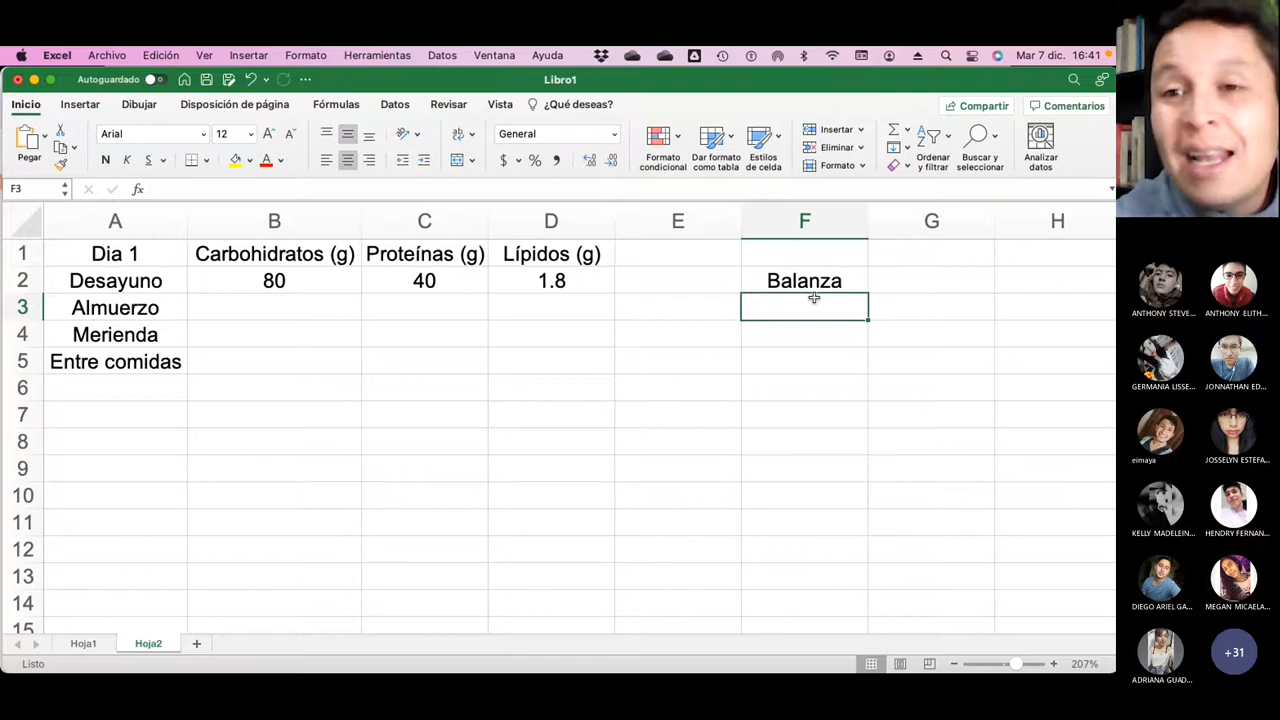 Excel Archivo Edición Ver Insertar Formato Herramientas Datos Ventana Ayuda Mar 7 dic. 16:41
Autoguardado Libro1
Inicio Insertar Dibujar Disposición de página Fórmulas Datos Revisar Vista ¿Qué deseas? Compartir Comentarios
Pegar Arial 12 N K S General Formato condicional Dar formato como tabla Estilos de celda Insertar Eliminar Formato Ordenar y filtrar Buscar y seleccionar Analizar datos
F3 fx
A B C D E F G H
1 Dia 1 Carbohidratos (g) Proteínas (g) Lípidos (g)
2 Desayuno 80 40 1.8 Balanza
3 Almuerzo
4 Merienda
5 Entre comidas
6
7
8
9
10
11
12
13
14
15
Hoja1 Hoja2
Listo 207%
ANTHONY STEVE... ANTHONY ELITH...
GERMANIA LISSE... JONNATHAN ED...
eimaya JOSSELYN ESTEFA...
KELLY MADELEIN... HENDRY FERNAN...
DIEGO ARIEL GA... MEGAN MICAELA...
ADRIANA GUAD... +31